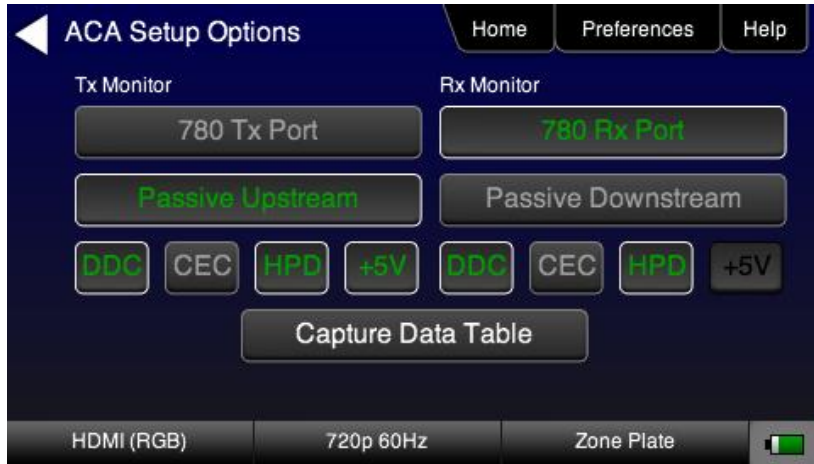 ACA Setup Options Home Preferences Help
Tx Monitor Rx Monitor
780 Tx Port 780 Rx Port
Passive Upstream Passive Downstream
DDC CEC HPD +5V DDC CEC HPD +5V
Capture Data Table
HDMI (RGB) 720p 60Hz Zone Plate